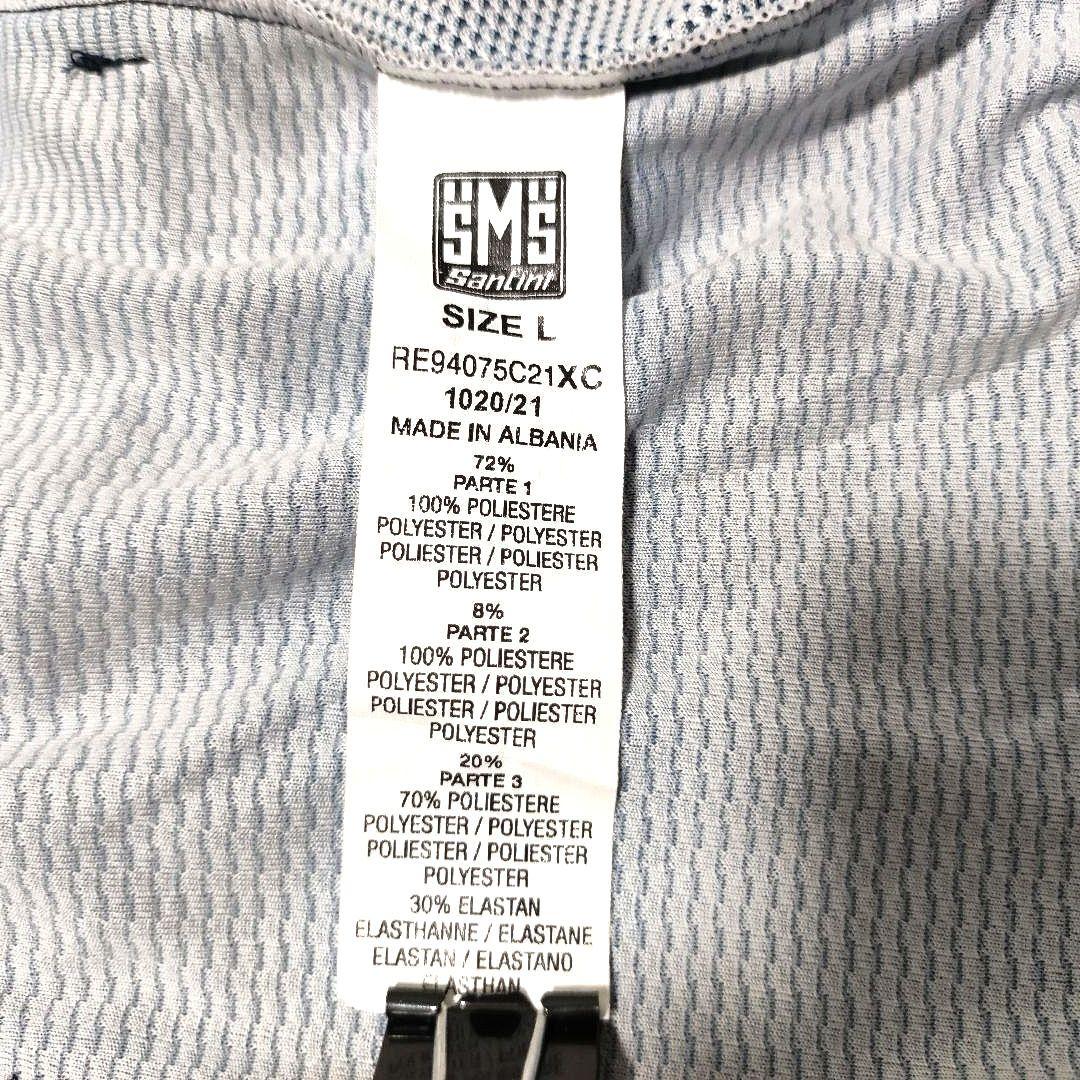 SMS
Santini
SIZE L
RE94075C21XC
1020/21
MADE IN ALBANIA
72%
PARTE 1
100% POLIESTERE
POLYESTER / POLYESTER
POLIESTER / POLIESTER
POLYESTER
8%
PARTE 2
100% POLIESTERE
POLYESTER / POLYESTER
POLIESTER / POLIESTER
POLYESTER
20%
PARTE 3
70% POLIESTERE
POLYESTER / POLYESTER
POLIESTER / POLIESTER
POLYESTER
30% ELASTAN
ELASTHANNE / ELASTANE
ELASTAN / ELASTANO
ELASTHAN